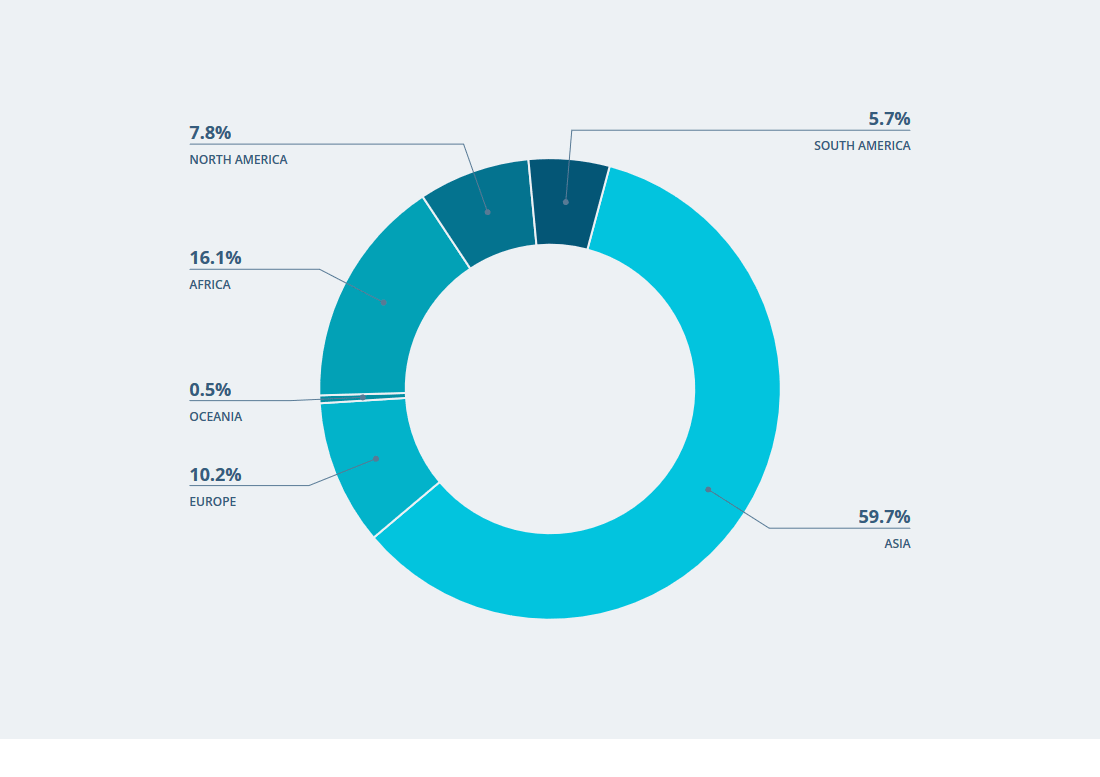 5.7%
SOUTH AMERICA
7.8%
NORTH AMERICA
16.1%
AFRICA
0.5%
OCEANIA
10.2%
EUROPE
59.7%
ASIA